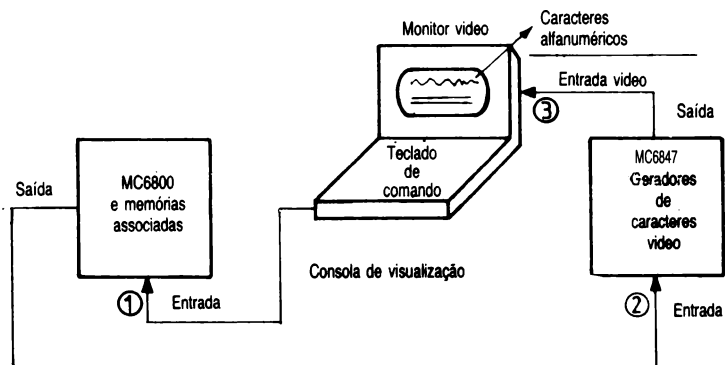 Monitor video
Caracteres
alfanuméricos
Entrada video
③
Saída
Teclado
de
comando
MC6800
e memórias
associadas
Saída
MC6847
Geradores
de
caracteres
video
Consola de visualização
①
Entrada
②
Entrada